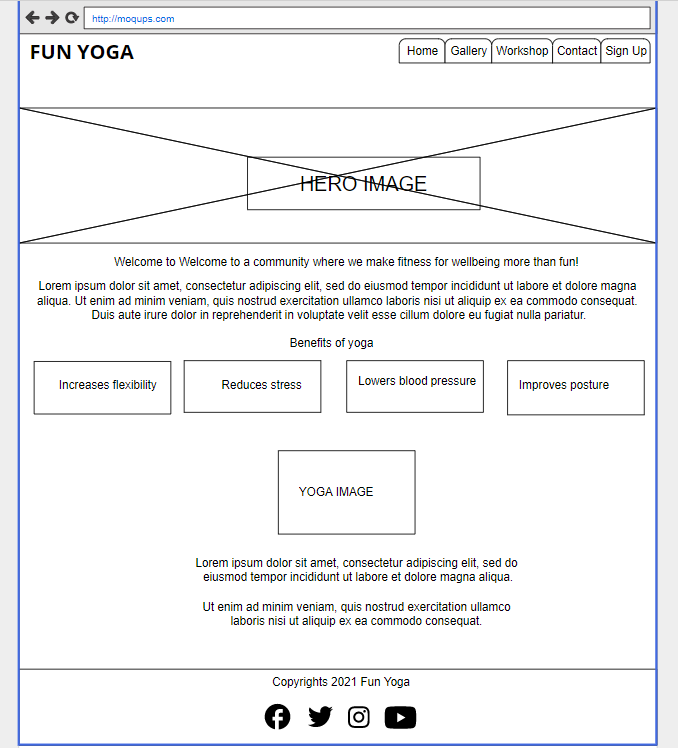 http://moqups.com
FUN YOGA
Home
Gallery
Workshop
Contact
Sign Up
HERO IMAGE
Welcome to Welcome to a community where we make fitness for wellbeing more than fun!
Lorem ipsum dolor sit amet, consectetur adipiscing elit, sed do eiusmod tempor incididunt ut labore et dolore magna
aliqua. Ut enim ad minim veniam, quis nostrud exercitation ullamco laboris nisi ut aliquip ex ea commodo consequat.
Duis aute irure dolor in reprehenderit in voluptate velit esse cillum dolore eu fugiat nulla pariatur.
Benefits of yoga
Increases flexibility
Reduces stress
Lowers blood pressure
Improves posture
YOGA IMAGE
Lorem ipsum dolor sit amet, consectetur adipiscing elit, sed do
eiusmod tempor incididunt ut labore et dolore magna aliqua.
Ut enim ad minim veniam, quis nostrud exercitation ullamco
laboris nisi ut aliquip ex ea commodo consequat.
Copyrights 2021 Fun Yoga